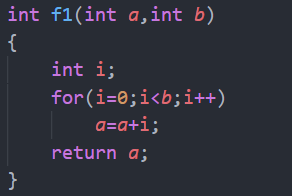 int f1(int a,int b)
{
    int i;
    for(i=0;i<b;i++)
        a=a+i;
    return a;
}